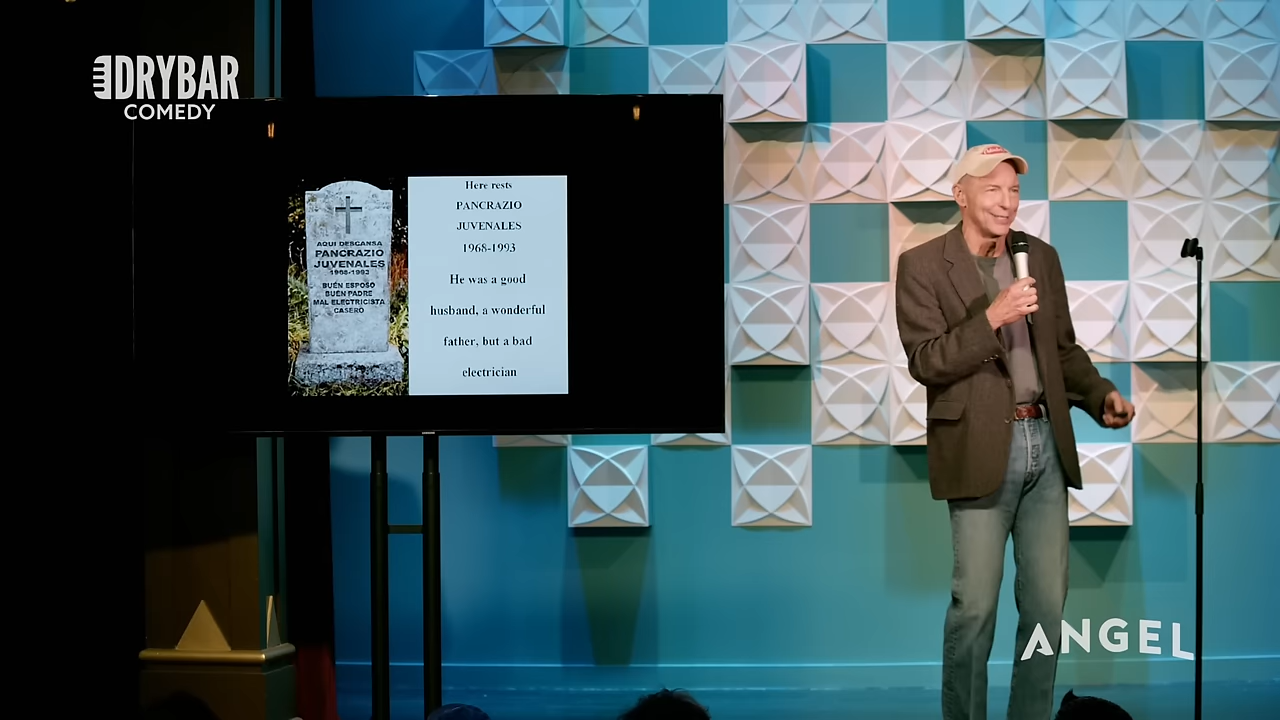 DRYBAR
COMEDY
AQUI DESCANSA
PANCRAZIO
JUVENALES
1968-1993
BUEN ESPOSO
BUEN PADRE
MAL ELECTRICISTA
CASERO
Here rests
PANCRAZIO
JUVENALES
1968-1993
He was a good
husband, a wonderful
father, but a bad
electrician
ANGEL